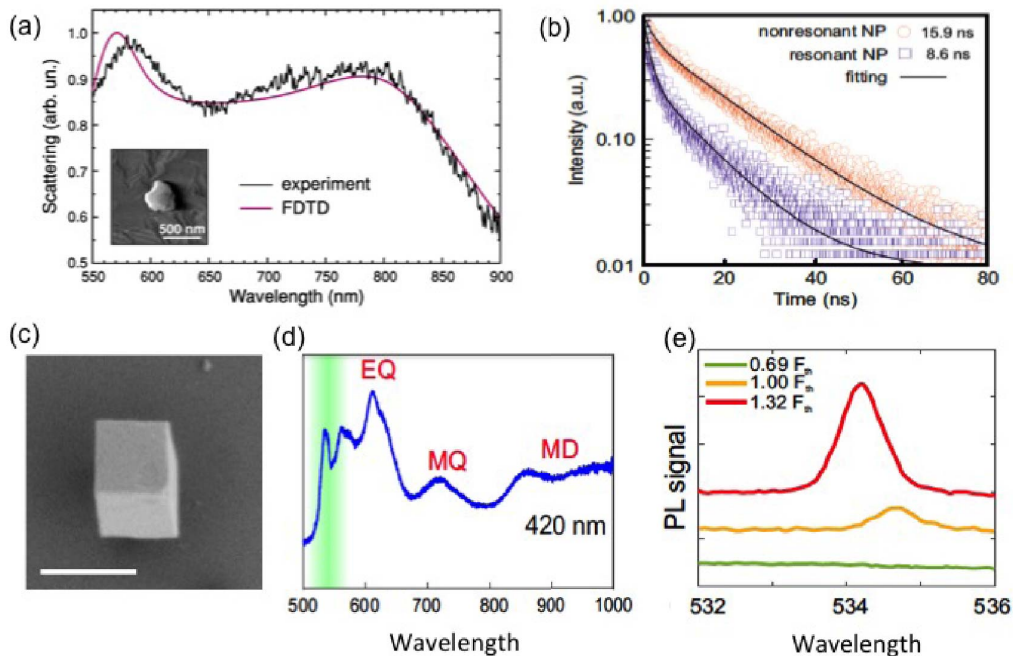 (a)
Scattering (arb. un.)
1.0
0.9
0.8
0.7
0.6
0.5
experiment
FDTD
500 nm
550 600 650 700 750 800 850 900
Wavelength (nm)
(b)
Intensity (a.u.)
1.00
0.10
0.01
nonresonant NP 15.9 ns
resonant NP 8.6 ns
fitting
0 20 40 60 80
Time (ns)
(c)
(d)
EQ
MQ
MD
420 nm
500 600 700 800 900 1000
Wavelength
(e)
PL signal
0.69 Fth
1.00 Fth
1.32 Fth
532 534 536
Wavelength